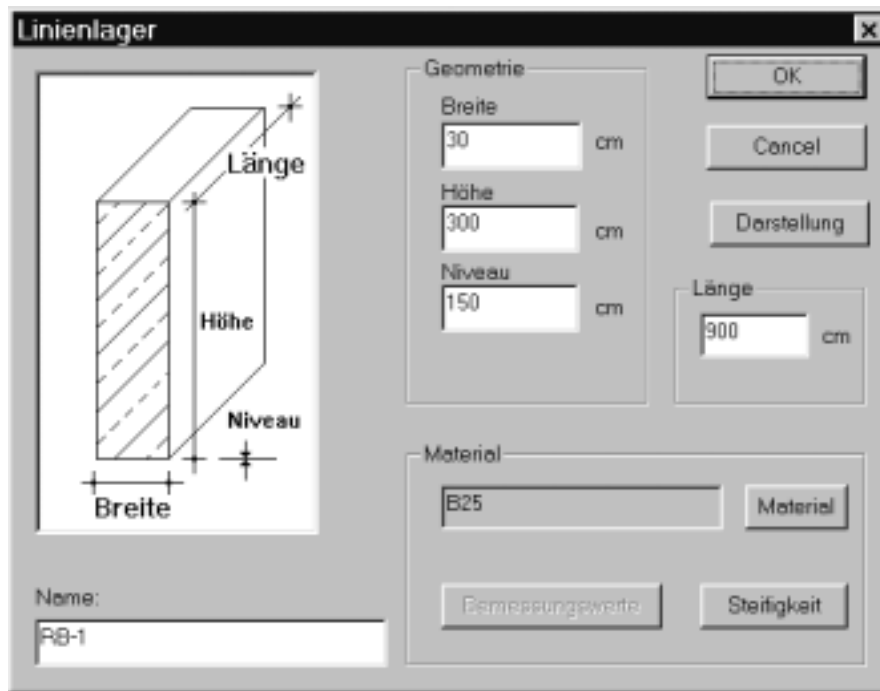 Linienlager
Länge
Höhe
Niveau
Breite
Name:
RB-1
Geometrie
Breite
30 cm
Höhe
300 cm
Niveau
150 cm
OK
Cancel
Darstellung
Länge
900 cm
Material
B25
Material
Bemessungswerte
Steifigkeit